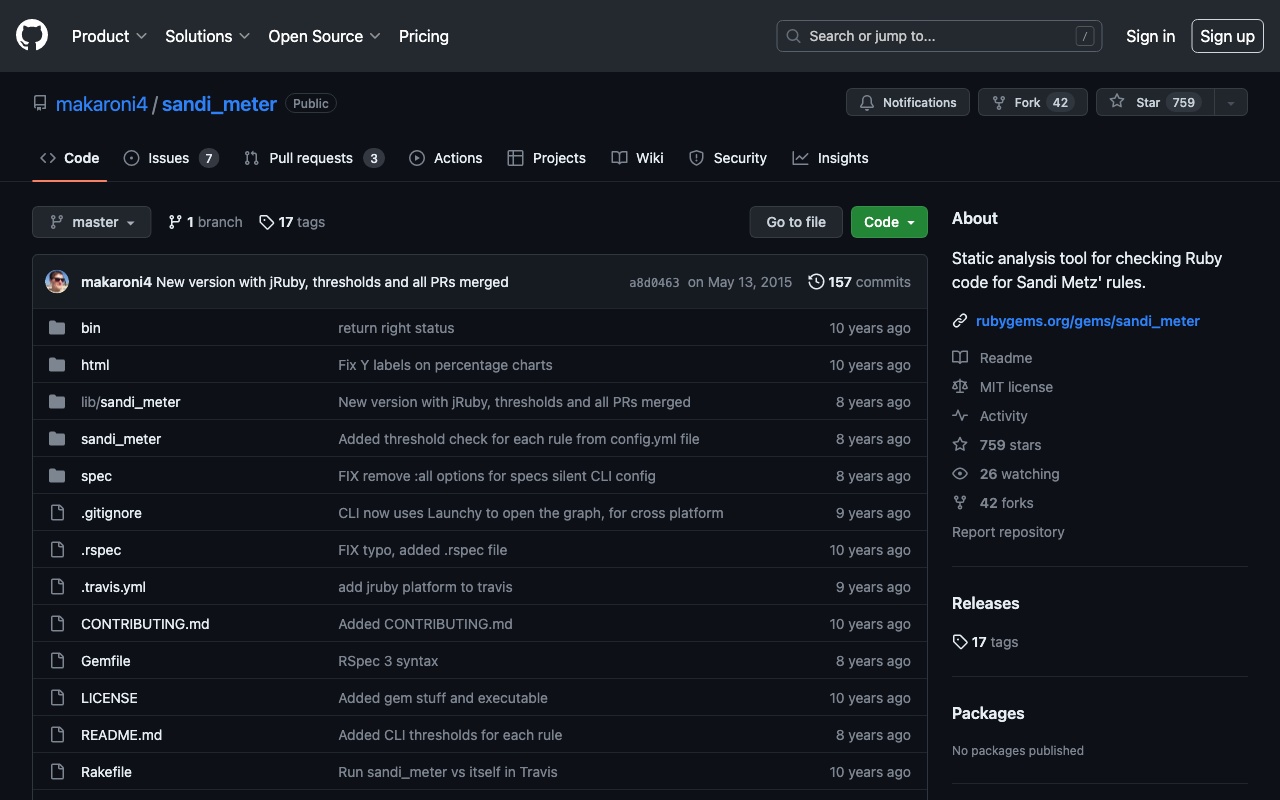 Product Solutions Open Source Pricing Search or jump to... / Sign in Sign up
makaroni4 / sandi_meter Public Notifications Fork 42 Star 759
Code Issues 7 Pull requests 3 Actions Projects Wiki Security Insights
master 1 branch 17 tags Go to file Code
makaroni4 New version with jRuby, thresholds and all PRs merged a8d0463 on May 13, 2015 157 commits
bin return right status 10 years ago
html Fix Y labels on percentage charts 10 years ago
lib/sandi_meter New version with jRuby, thresholds and all PRs merged 8 years ago
sandi_meter Added threshold check for each rule from config.yml file 8 years ago
spec FIX remove :all options for specs silent CLI config 8 years ago
.gitignore CLI now uses Launchy to open the graph, for cross platform 9 years ago
.rspec FIX typo, added .rspec file 10 years ago
.travis.yml add jruby platform to travis 9 years ago
CONTRIBUTING.md Added CONTRIBUTING.md 10 years ago
Gemfile RSpec 3 syntax 8 years ago
LICENSE Added gem stuff and executable 10 years ago
README.md Added CLI thresholds for each rule 8 years ago
Rakefile Run sandi_meter vs itself in Travis 10 years ago
About
Static analysis tool for checking Ruby
code for Sandi Metz' rules.
rubygems.org/gems/sandi_meter
Readme
MIT license
Activity
759 stars
26 watching
42 forks
Report repository
Releases
17 tags
Packages
No packages published